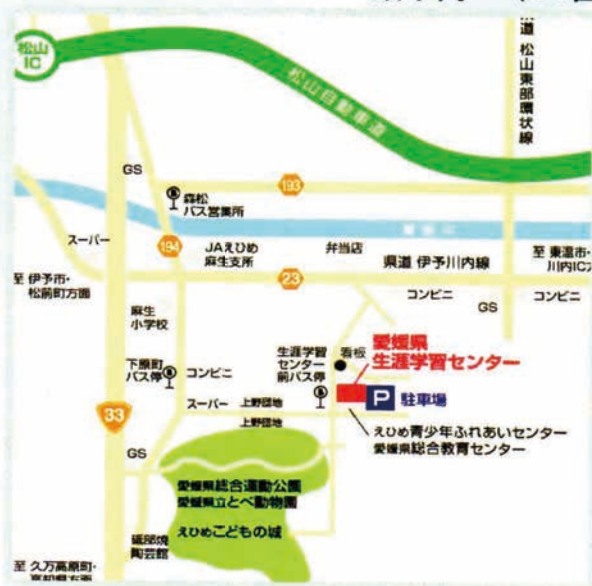 松山
IC
松山自動車道
道 松山東部環状線
GS
193
森松
バス営業所
スーパー
194
JAえひめ
麻生支所
弁当店
県道 伊予川内線
至 東温市・
川内IC方
23
至 伊予市・
松前町方面
コンビニ
コンビニ
GS
麻生
小学校
生涯学習
センター
前バス停
看板
愛媛県
生涯学習センター
下原町
バス停
コンビニ
P 駐車場
スーパー
上野団地
上野団地
33
えひめ青少年ふれあいセンター
愛媛県総合教育センター
GS
愛媛県総合運動公園
愛媛県立とべ動物園
えひめこどもの城
砥部焼
陶芸館
至 久万高原町・
高知県方面